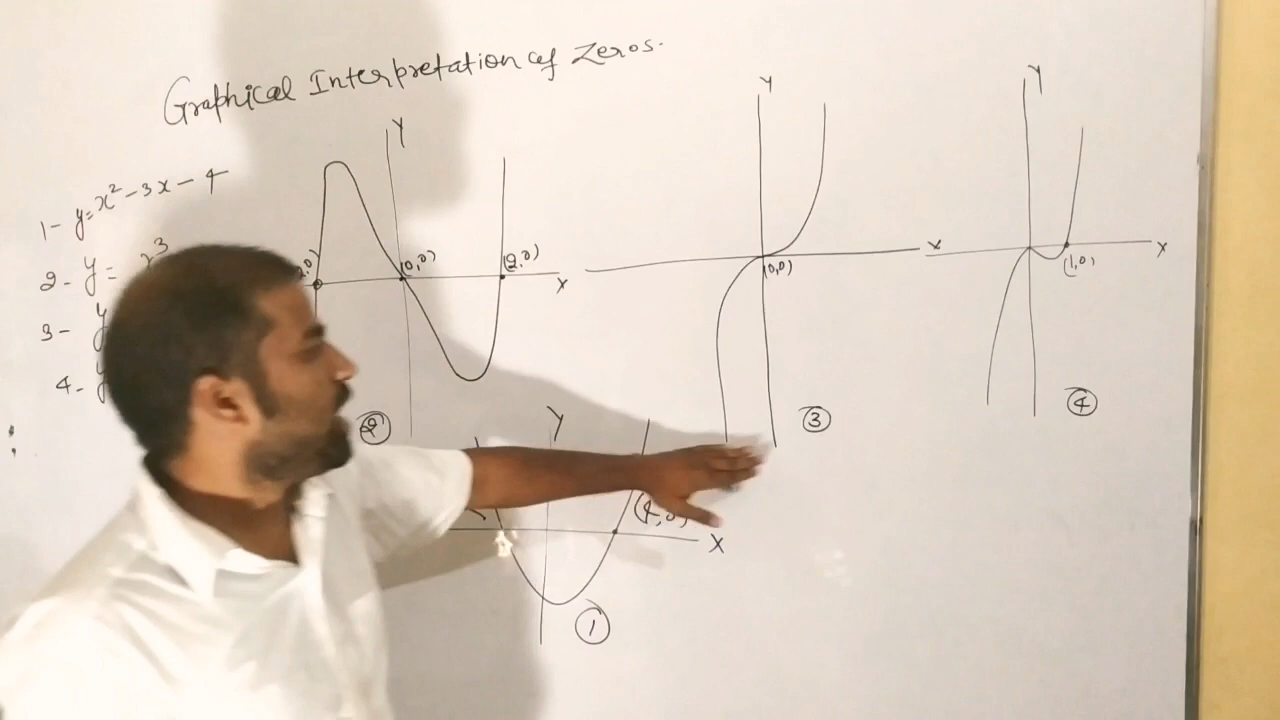 Graphical Interpretation of Zeros.
1- y=x²-3x-4
2- y= x³
3- y
4- y
Y
(0,0)
(2,0)
X
②
Y
X
(0,0)
③
Y
X
(1,0)
④
Y
(4,0)
X
①